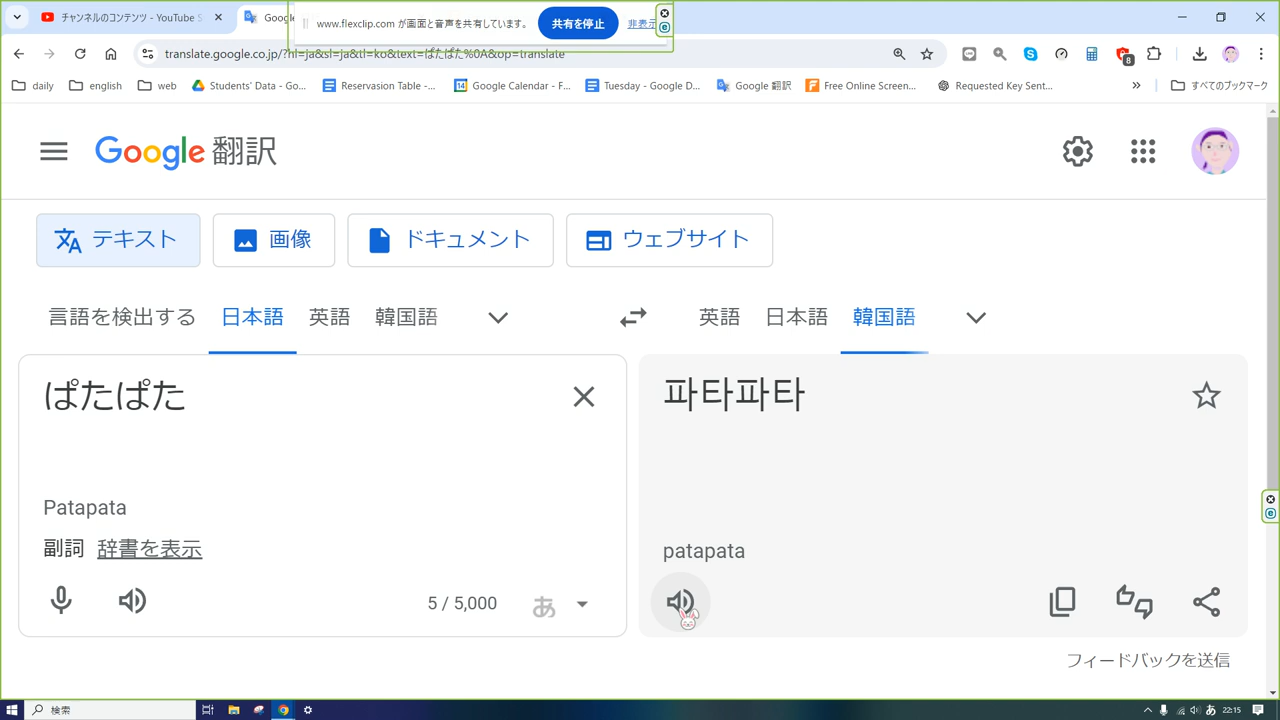 チャンネルのコンテンツ - YouTube S
Googl
www.flexclip.com が画面と音声を共有しています。
共有を停止
非表示
translate.google.co.jp/?hl=ja&sl=ja&tl=ko&text=ぱたぱた%0A&op=translate
8
daily
english
web
Students' Data - Go...
Reservasion Table -...
Google Calendar - F...
Tuesday - Google D...
Google 翻訳
Free Online Screen...
Requested Key Sent...
»
すべてのブックマーク
Google 翻訳
テキスト
画像
ドキュメント
ウェブサイト
言語を検出する
日本語
英語
韓国語
英語
日本語
韓国語
ぱたぱた
파타파타
Patapata
副詞 辞書を表示
patapata
5 / 5,000
あ
フィードバックを送信
検索
あ
22:15